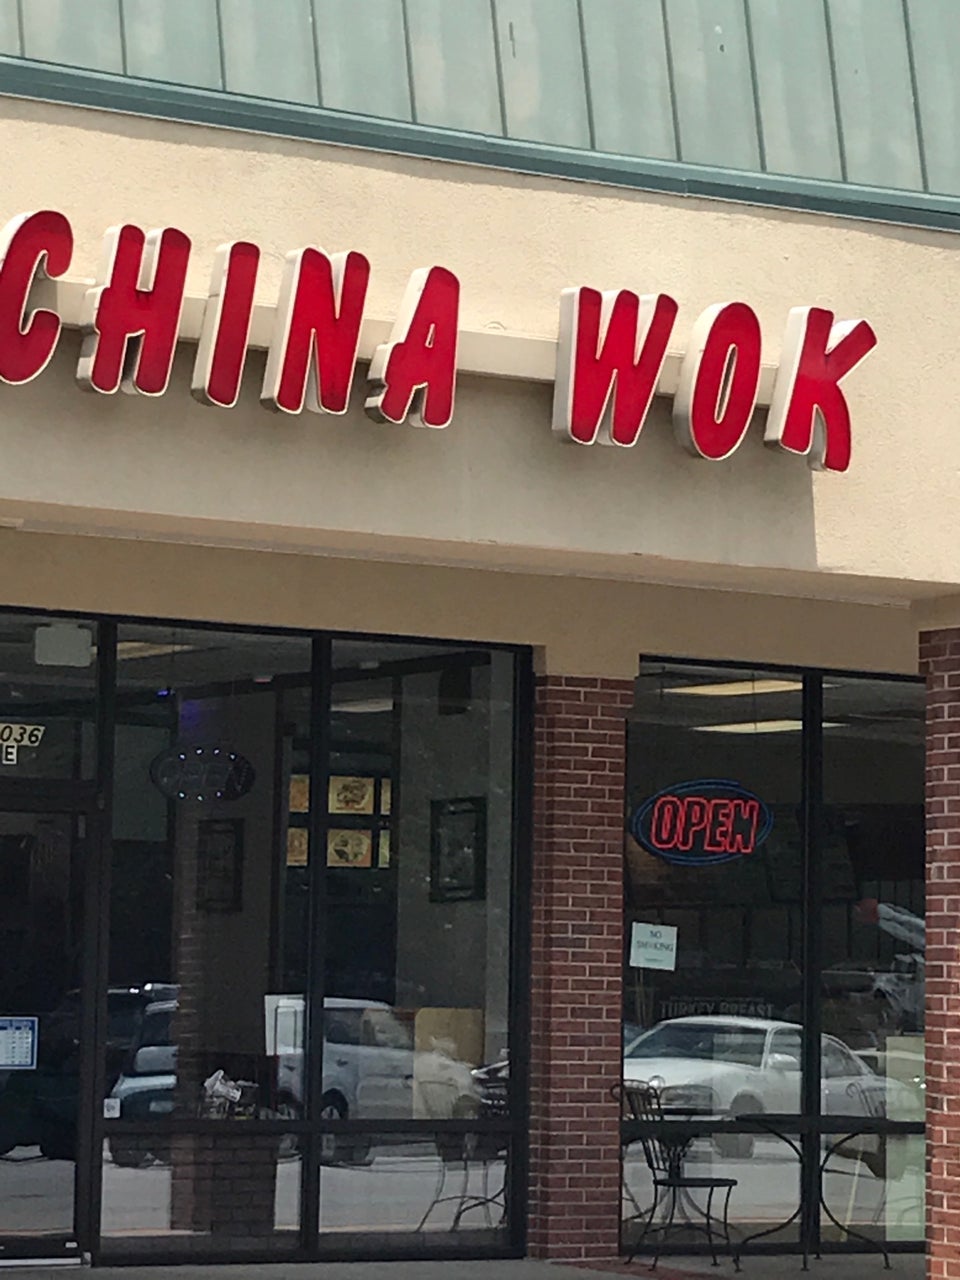 CHINA WOK
036
E
OPEN
OPEN
NO
SMOKING
TURKEY BREAST